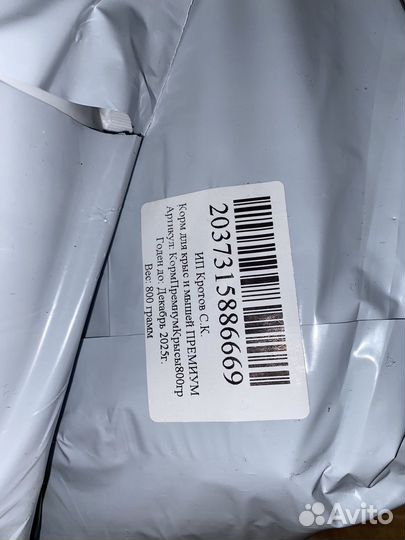 2037315886669
ИП Кротов С.К.
Корм для крыс и мышей ПРЕМИУМ
Артикул: КормПремиумКрысы800гр
Годен до: Декабрь 2025г.
Вес: 800 грамм
Avito